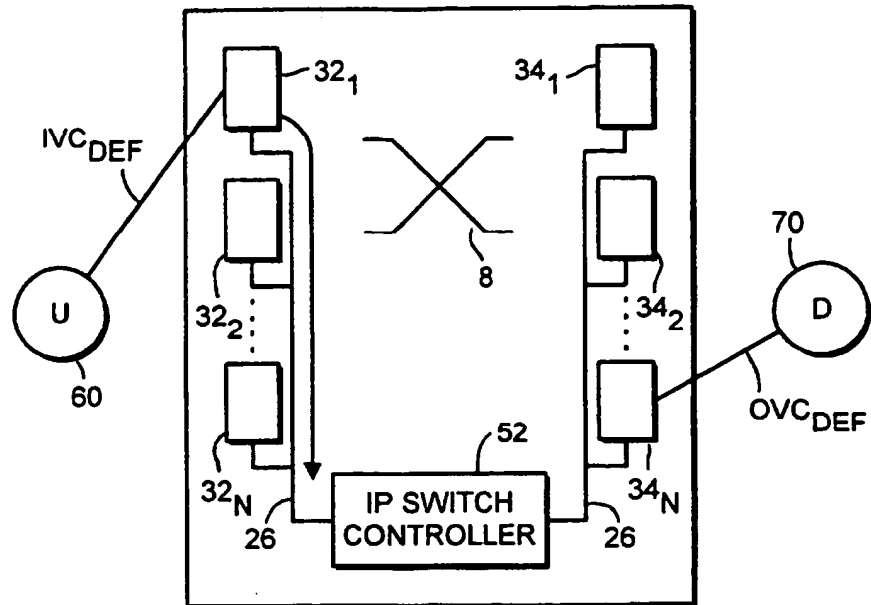 32₁
34₁
IVC_DEF
8
70
U
D
32₂
34₂
60
OVC_DEF
52
32_N
34_N
26
IP SWITCH
CONTROLLER
26